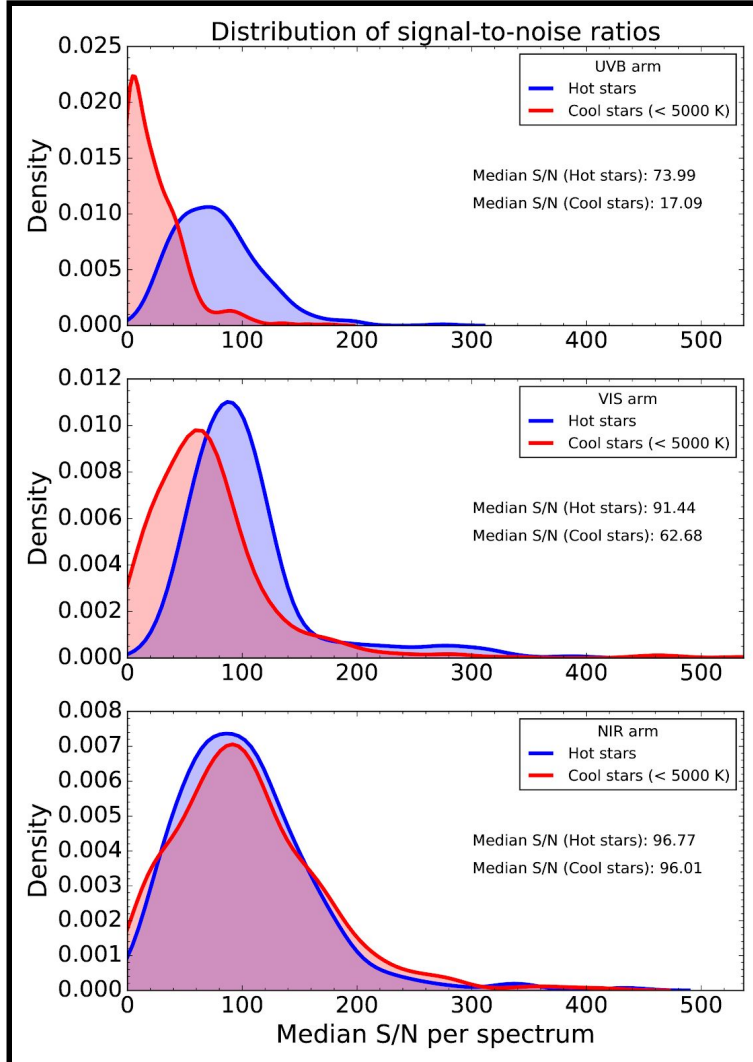 Distribution of signal-to-noise ratios
0.025
0.020
0.015
0.010
0.005
0.000
Density
UVB arm
Hot stars
Cool stars (< 5000 K)
Median S/N (Hot stars): 73.99
Median S/N (Cool stars): 17.09
0 100 200 300 400 500
0.012
0.010
0.008
0.006
0.004
0.002
0.000
Density
VIS arm
Hot stars
Cool stars (< 5000 K)
Median S/N (Hot stars): 91.44
Median S/N (Cool stars): 62.68
0 100 200 300 400 500
0.008
0.007
0.006
0.005
0.004
0.003
0.002
0.001
0.000
Density
NIR arm
Hot stars
Cool stars (< 5000 K)
Median S/N (Hot stars): 96.77
Median S/N (Cool stars): 96.01
0 100 200 300 400 500
Median S/N per spectrum